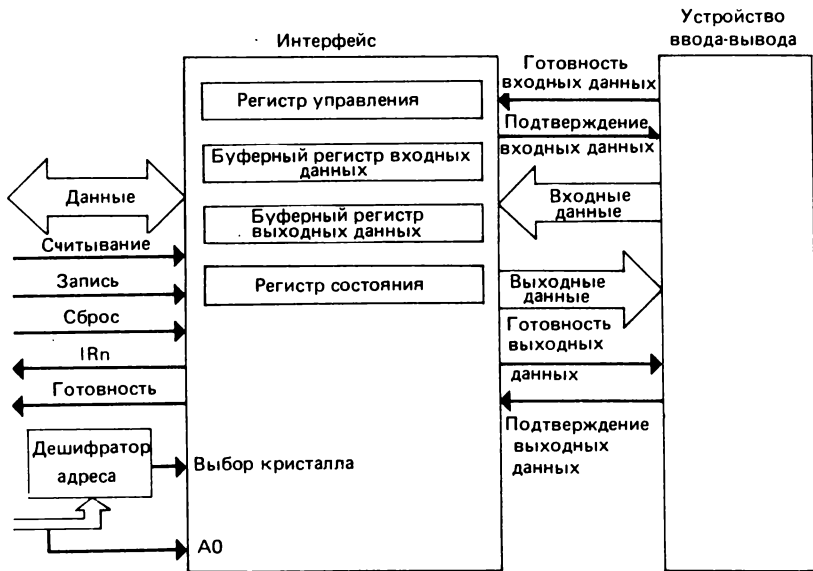 Устройство
ввода-вывода
Интерфейс
Готовность
входных данных
Регистр управления
Подтверждение
входных данных
Буферный регистр входных
данных
Данные
Входные
данные
Буферный регистр
выходных данных
Считывание
Запись
Регистр состояния
Выходные
данные
Сброс
Готовность
выходных
данных
IRn
Готовность
Подтверждение
выходных
данных
Дешифратор
адреса
Выбор кристалла
A0